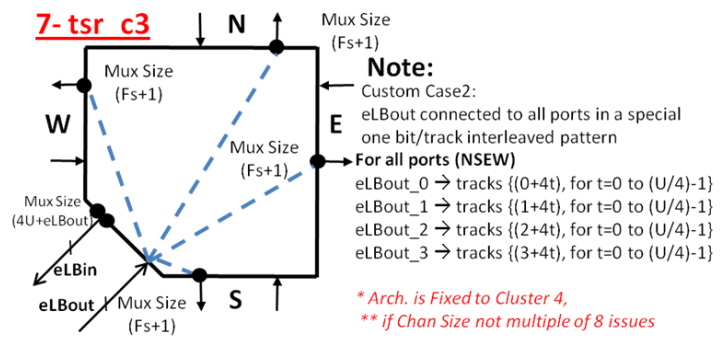 7- tsr_c3
N
Mux Size
(Fs+1)
Mux Size
(Fs+1)
W
Mux Size
(Fs+1)
E
Mux Size
(4U+eLBout)
eLBin
eLBout
Mux Size
(Fs+1)
S
Note:
Custom Case2:
eLBout connected to all ports in a special
one bit/track interleaved pattern
For all ports (NSEW)
eLBout_0 → tracks {(0+4t), for t=0 to (U/4)-1}
eLBout_1 → tracks {(1+4t), for t=0 to (U/4)-1}
eLBout_2 → tracks {(2+4t), for t=0 to (U/4)-1}
eLBout_3 → tracks {(3+4t), for t=0 to (U/4)-1}
* Arch. is Fixed to Cluster 4,
** if Chan Size not multiple of 8 issues